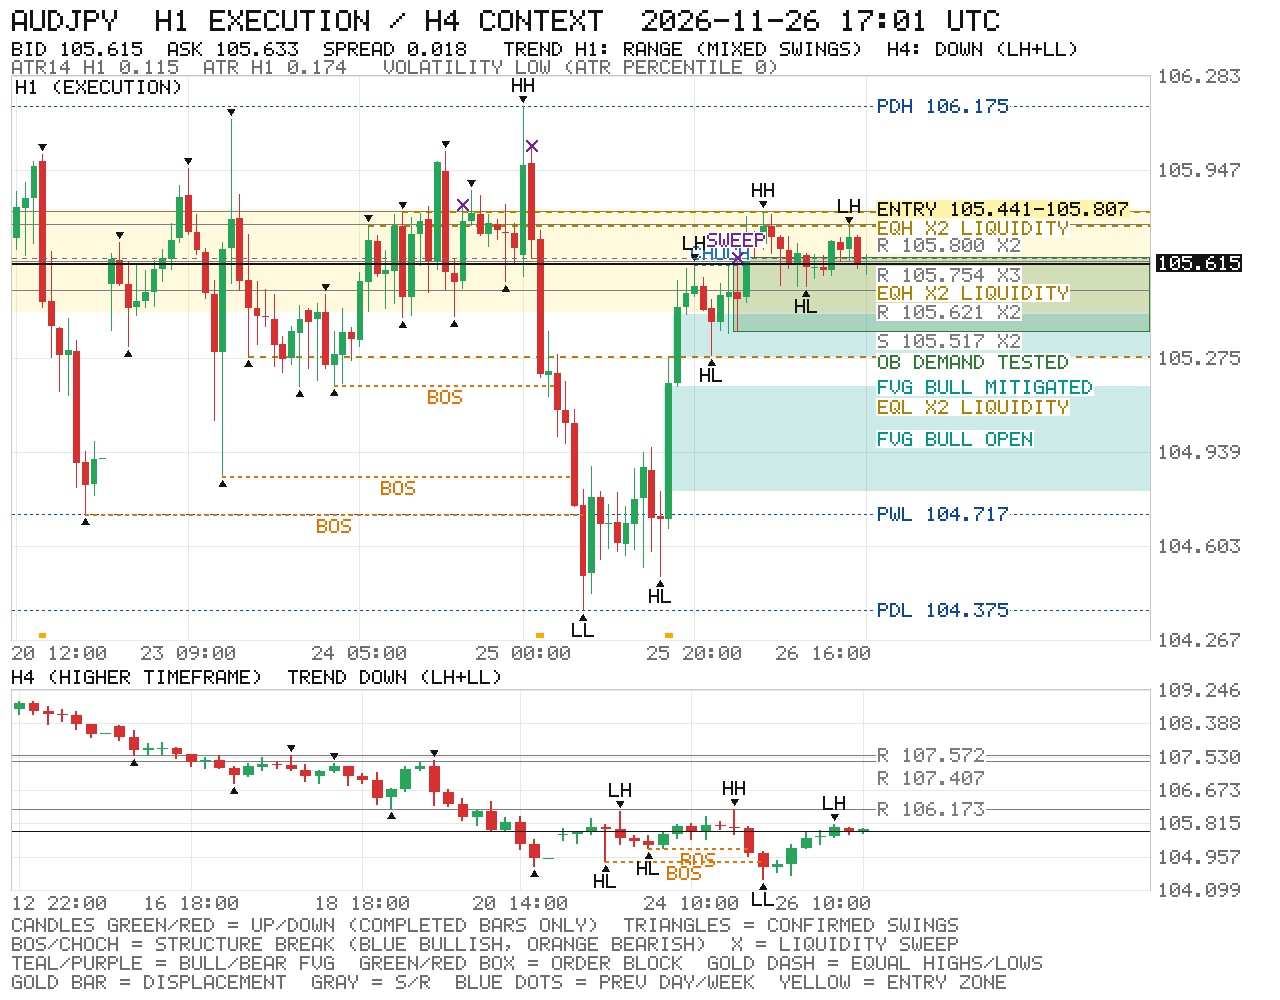 AUDJPY  H1 EXECUTION / H4 CONTEXT  2026-11-26 17:01 UTC
BID 105.615  ASK 105.633  SPREAD 0.018   TREND H1: RANGE (MIXED SWINGS)  H4: DOWN (LH+LL)
ATR14 H1 0.115  ATR H1 0.174   VOLATILITY LOW (ATR PERCENTILE 0)
H1 (EXECUTION)
106.283
HH
PDH 106.175
105.947
HH
LH
ENTRY 105.441-105.807
EQH X2 LIQUIDITY
LH
SWEEP
R 105.800 X2
CHOCH
105.615
R 105.754 X3
EQH X2 LIQUIDITY
HL
R 105.621 X2
S 105.517 X2
105.275
OB DEMAND TESTED
HL
FVG BULL MITIGATED
BOS
EQL X2 LIQUIDITY
FVG BULL OPEN
104.939
BOS
PWL 104.717
BOS
104.603
HL
PDL 104.375
LL
104.267
20 12:00
23 09:00
24 05:00
25 00:00
25 20:00
26 16:00
H4 (HIGHER TIMEFRAME)  TREND DOWN (LH+LL)
109.246
108.388
R 107.572
107.530
R 107.407
LH
HH
106.673
LH
R 106.173
105.815
BOS
104.957
HL
BOS
HL
104.099
LL
12 22:00
16 18:00
18 18:00
20 14:00
24 10:00
26 10:00
CANDLES GREEN/RED = UP/DOWN (COMPLETED BARS ONLY)  TRIANGLES = CONFIRMED SWINGS
BOS/CHOCH = STRUCTURE BREAK (BLUE BULLISH, ORANGE BEARISH)  X = LIQUIDITY SWEEP
TEAL/PURPLE = BULL/BEAR FVG  GREEN/RED BOX = ORDER BLOCK  GOLD DASH = EQUAL HIGHS/LOWS
GOLD BAR = DISPLACEMENT  GRAY = S/R  BLUE DOTS = PREV DAY/WEEK  YELLOW = ENTRY ZONE